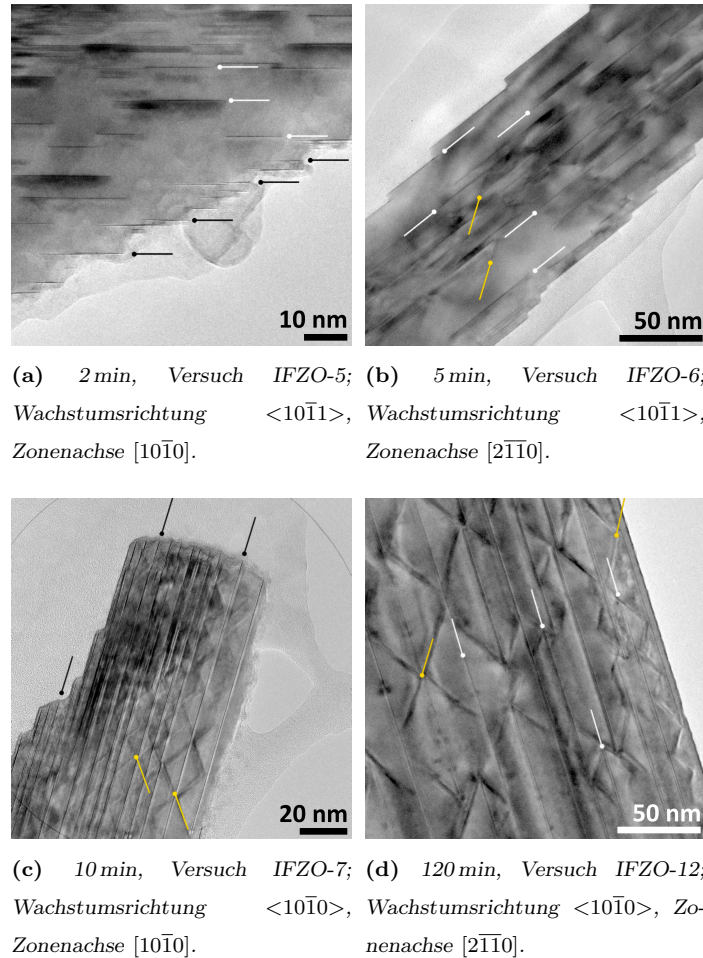 10 nm
50 nm
(a) 2 min, Versuch IFZO-5;
Wachstumsrichtung <101̅1>,
Zonenachse [101̅0].
(b) 5 min, Versuch IFZO-6;
Wachstumsrichtung <101̅1>,
Zonenachse [21̅1̅0].
20 nm
50 nm
(c) 10 min, Versuch IFZO-7;
Wachstumsrichtung <101̅0>,
Zonenachse [101̅0].
(d) 120 min, Versuch IFZO-12;
Wachstumsrichtung <101̅0>, Zo-
nenachse [21̅1̅0].